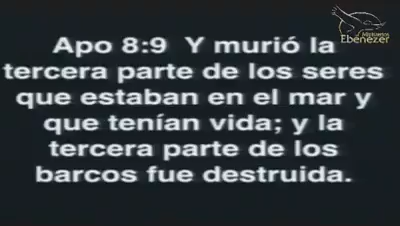 Ministerios
Ebenezer
Apo 8:9 Y murió la
tercera parte de los seres
que estaban en el mar y
que tenían vida; y la
tercera parte de los
barcos fue destruida.